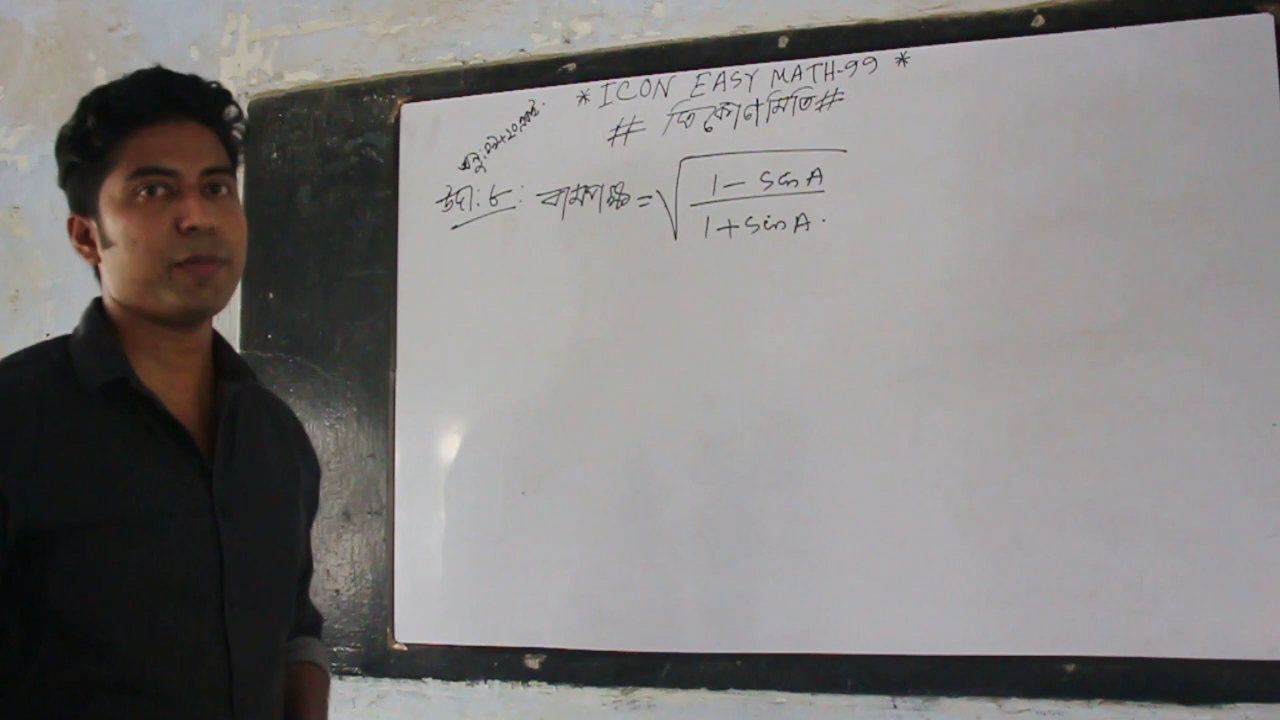 * ICON EASY MATH-99 *
# ত্রিকোণমিতি #
উদা: ৮: বামপক্ষ = √(1 - sinA / 1 + sinA.)